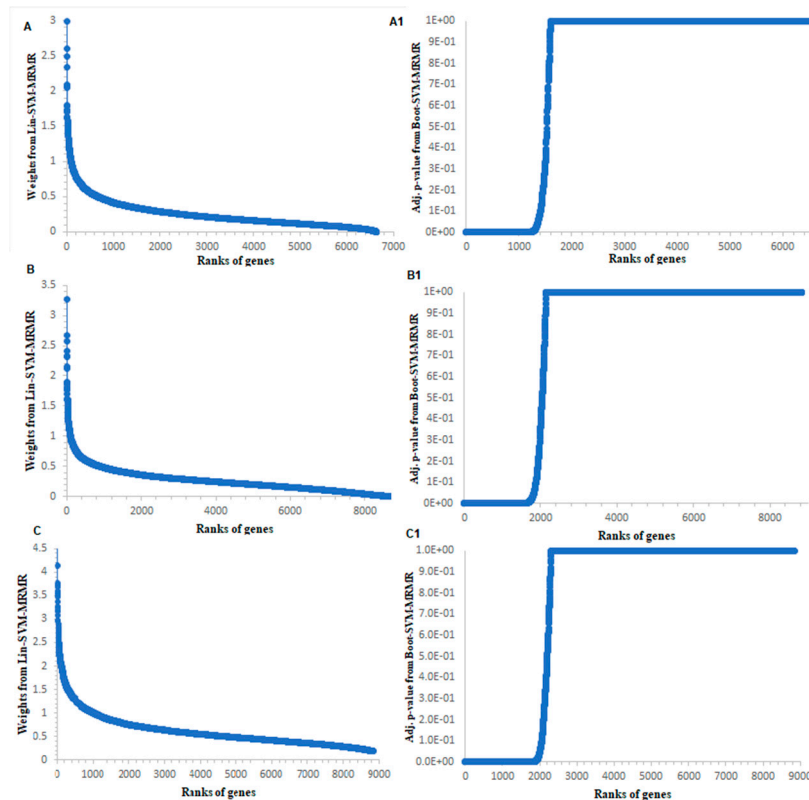 A
Weights from Lin-SVM-MRMR
3
2.5
2
1.5
1
0.5
0
0 1000 2000 3000 4000 5000 6000 7000
Ranks of genes
A1
Adj. p-value from Boot-SVM-MRMR
1E+00
9E-01
8E-01
7E-01
6E-01
5E-01
4E-01
3E-01
2E-01
1E-01
0E+00
0 1000 2000 3000 4000 5000 6000
Ranks of genes
B
Weights from Lin-SVM-MRMR
3.5
3
2.5
2
1.5
1
0.5
0
0 2000 4000 6000 8000
Ranks of genes
B1
Adj. p-value from Boot-SVM-MRMR
1E+00
9E-01
8E-01
7E-01
6E-01
5E-01
4E-01
3E-01
2E-01
1E-01
0E+00
0 2000 4000 6000 8000
Ranks of genes
C
Weights from Lin-SVM-MRMR
4.5
4
3.5
3
2.5
2
1.5
1
0.5
0
0 1000 2000 3000 4000 5000 6000 7000 8000 9000
Ranks of genes
C1
Adj. p-value from Boot-SVM-MRMR
1.0E+00
9.0E-01
8.0E-01
7.0E-01
6.0E-01
5.0E-01
4.0E-01
3.0E-01
2.0E-01
1.0E-01
0.0E+00
0 1000 2000 3000 4000 5000 6000 7000 8000 9000
Ranks of genes